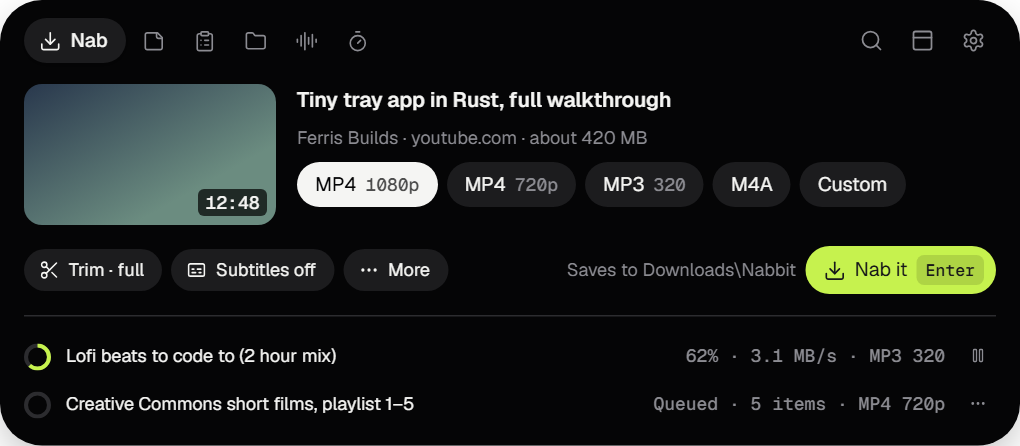 Nab
Tiny tray app in Rust, full walkthrough
Ferris Builds · youtube.com · about 420 MB
12:48
MP4 1080p
MP4 720p
MP3 320
M4A
Custom
Trim · full
Subtitles off
More
Saves to Downloads\Nabbit
Nab it Enter
Lofi beats to code to (2 hour mix)
62% · 3.1 MB/s · MP3 320
Creative Commons short films, playlist 1–5
Queued · 5 items · MP4 720p